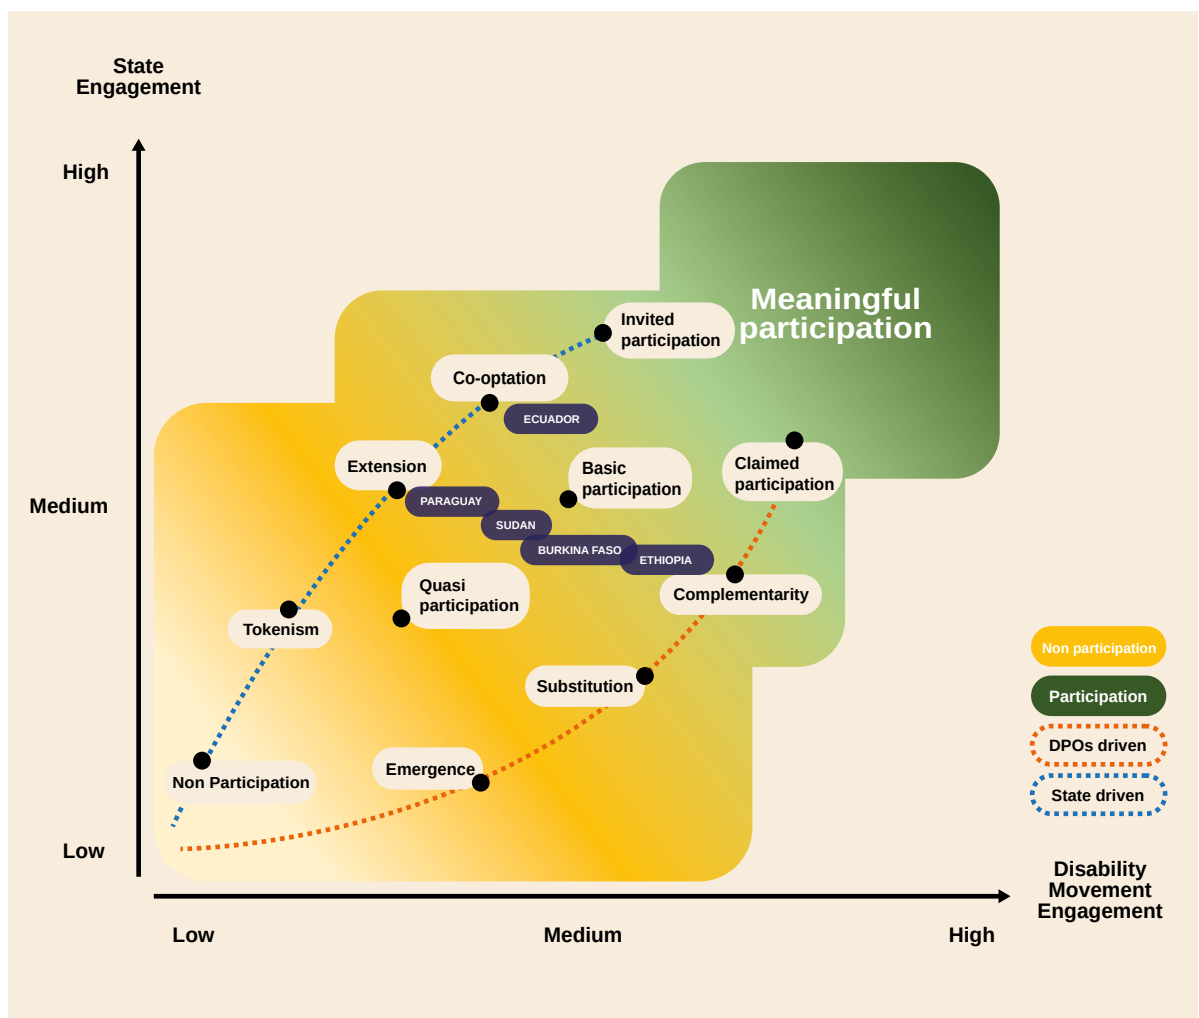 State
Engagement
High
Meaningful
participation
Invited
participation
Co-optation
ECUADOR
Extension
Basic
participation
Claimed
participation
Medium
PARAGUAY
SUDAN
BURKINA FASO
ETHIOPIA
Quasi
participation
Complementarity
Tokenism
Substitution
Non participation
Participation
DPOs driven
State driven
Emergence
Non Participation
Low
Disability
Movement
Engagement
Low
Medium
High